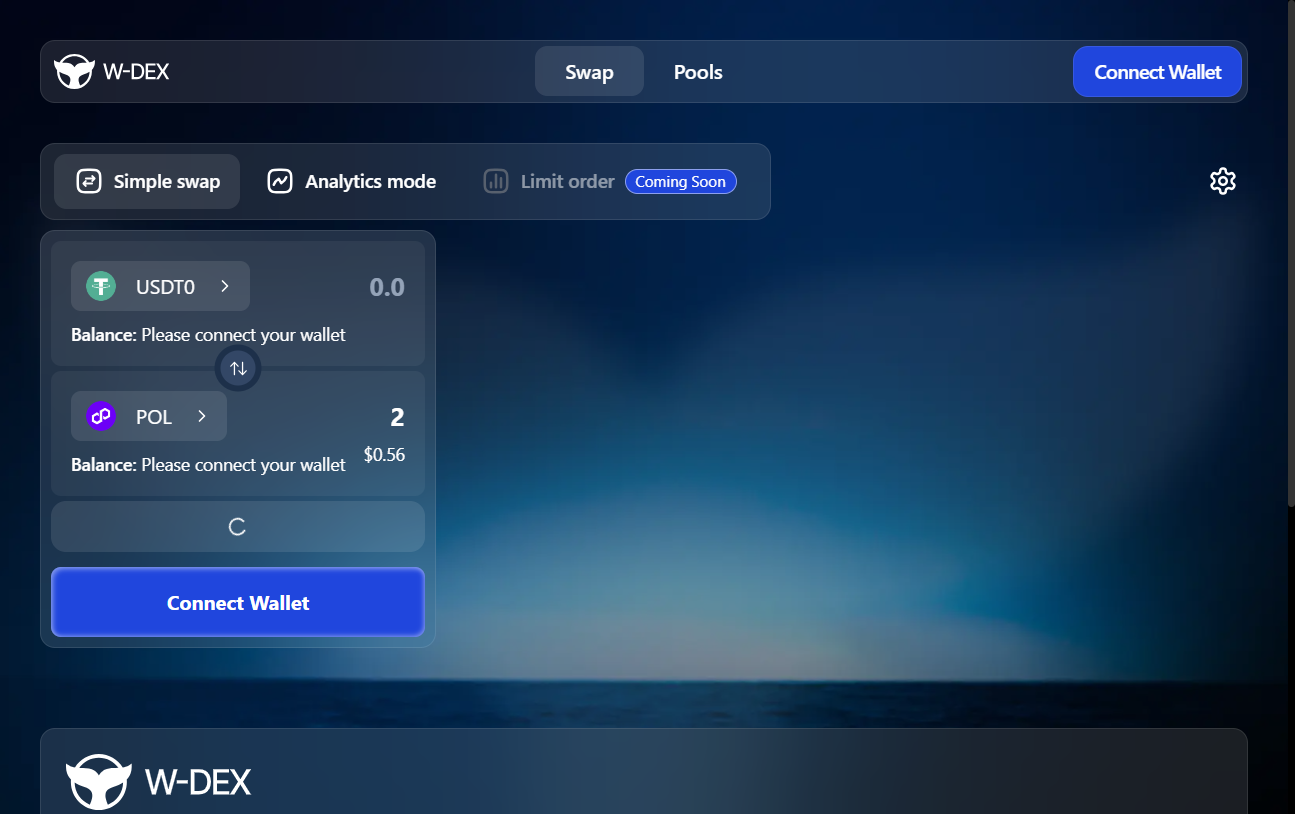 W-DEX
Swap
Pools
Connect Wallet
Simple swap
Analytics mode
Limit order
Coming Soon
USDT0
0.0
Balance: Please connect your wallet
POL
2
Balance: Please connect your wallet
$0.56
Connect Wallet
W-DEX